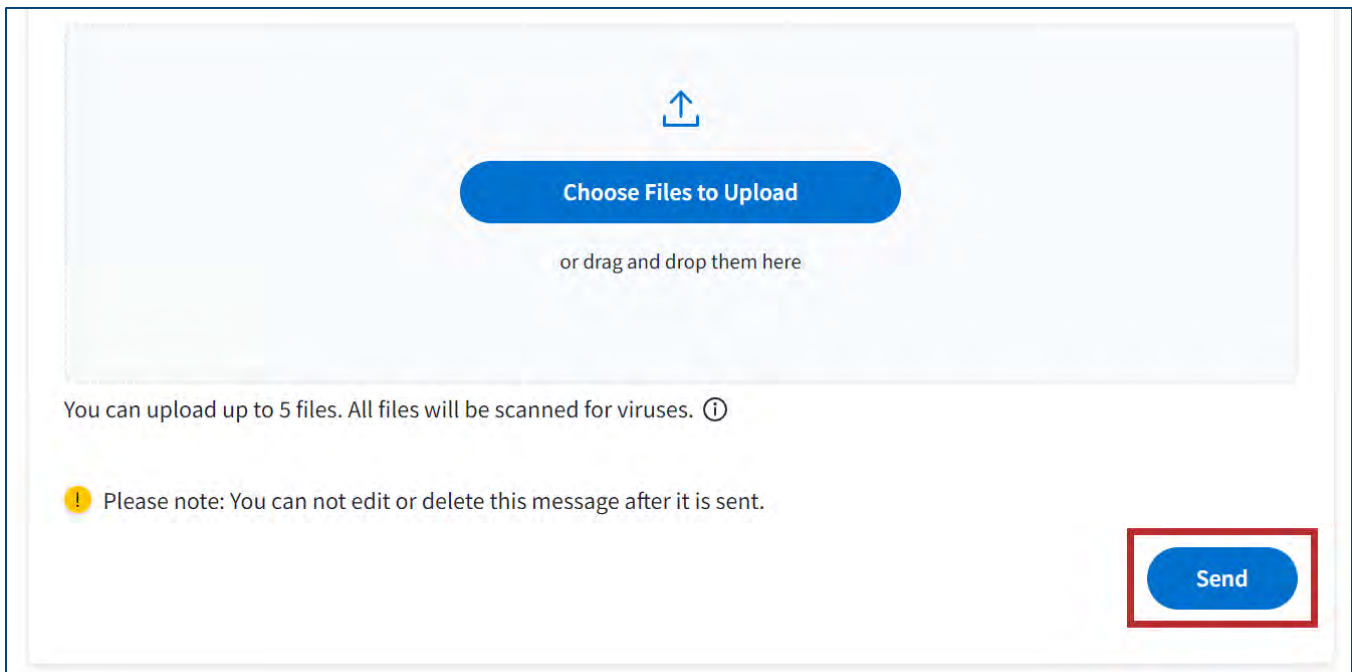 Choose Files to Upload
or drag and drop them here
You can upload up to 5 files. All files will be scanned for viruses.
Please note: You can not edit or delete this message after it is sent.
Send